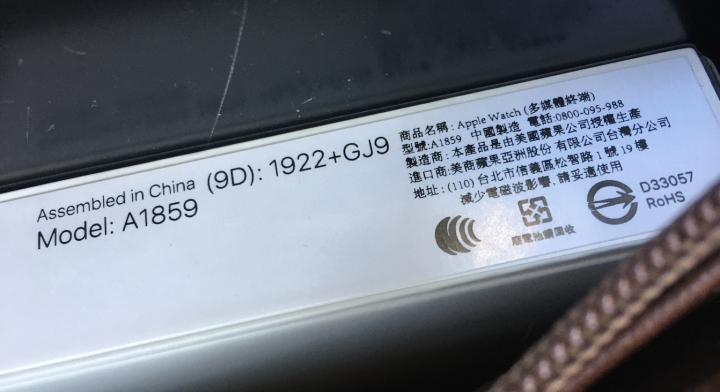 Assembled in China (9D): 1922+GJ9
Model: A1859
商品名稱: Apple Watch (多媒體終端)
型號:A1859 中國製造 電話:0800-095-988
製造商: 本產品是由美國蘋果公司授權生產
進口商:美商蘋果亞洲股份 有限公司台灣分公司
地址: (110) 台北市信義區松智路 1 號 19 樓
減少電磁波影響, 請妥適使用
廢電池請回收
D33057
RoHS